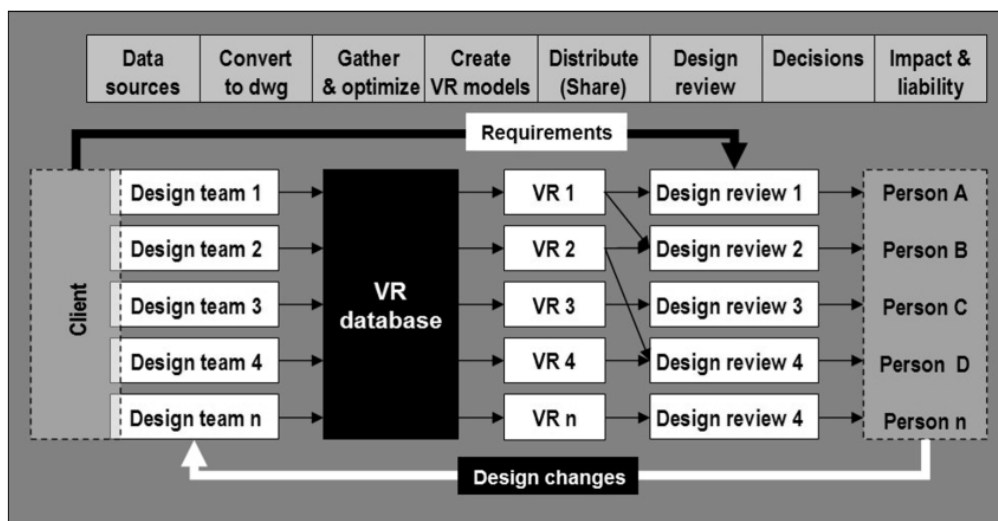 Data sources
Convert to dwg
Gather & optimize
Create VR models
Distribute (Share)
Design review
Decisions
Impact & liability
Requirements
Client
Design team 1
VR 1
Design review 1
Person A
Design team 2
VR 2
Design review 2
Person B
VR database
Design team 3
VR 3
Design review 3
Person C
Design team 4
VR 4
Design review 4
Person D
Design team n
VR n
Design review 4
Person n
Design changes